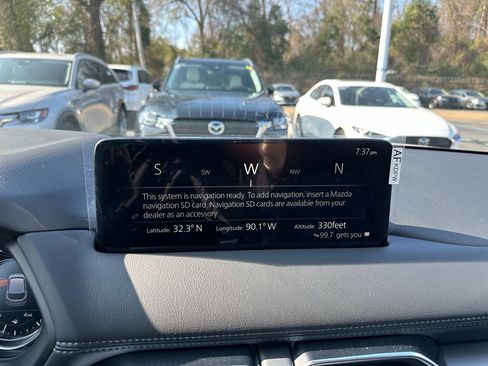 7:37 pm
S SW W NW N
This system is navigation ready. To add navigation, insert a Mazda
navigation SD card. Navigation SD cards are available from your
dealer as an accessory.
Latitude: 32.3° N Longitude: 90.1° W Altitude: 330feet
99.7 gets you
AFKDPW